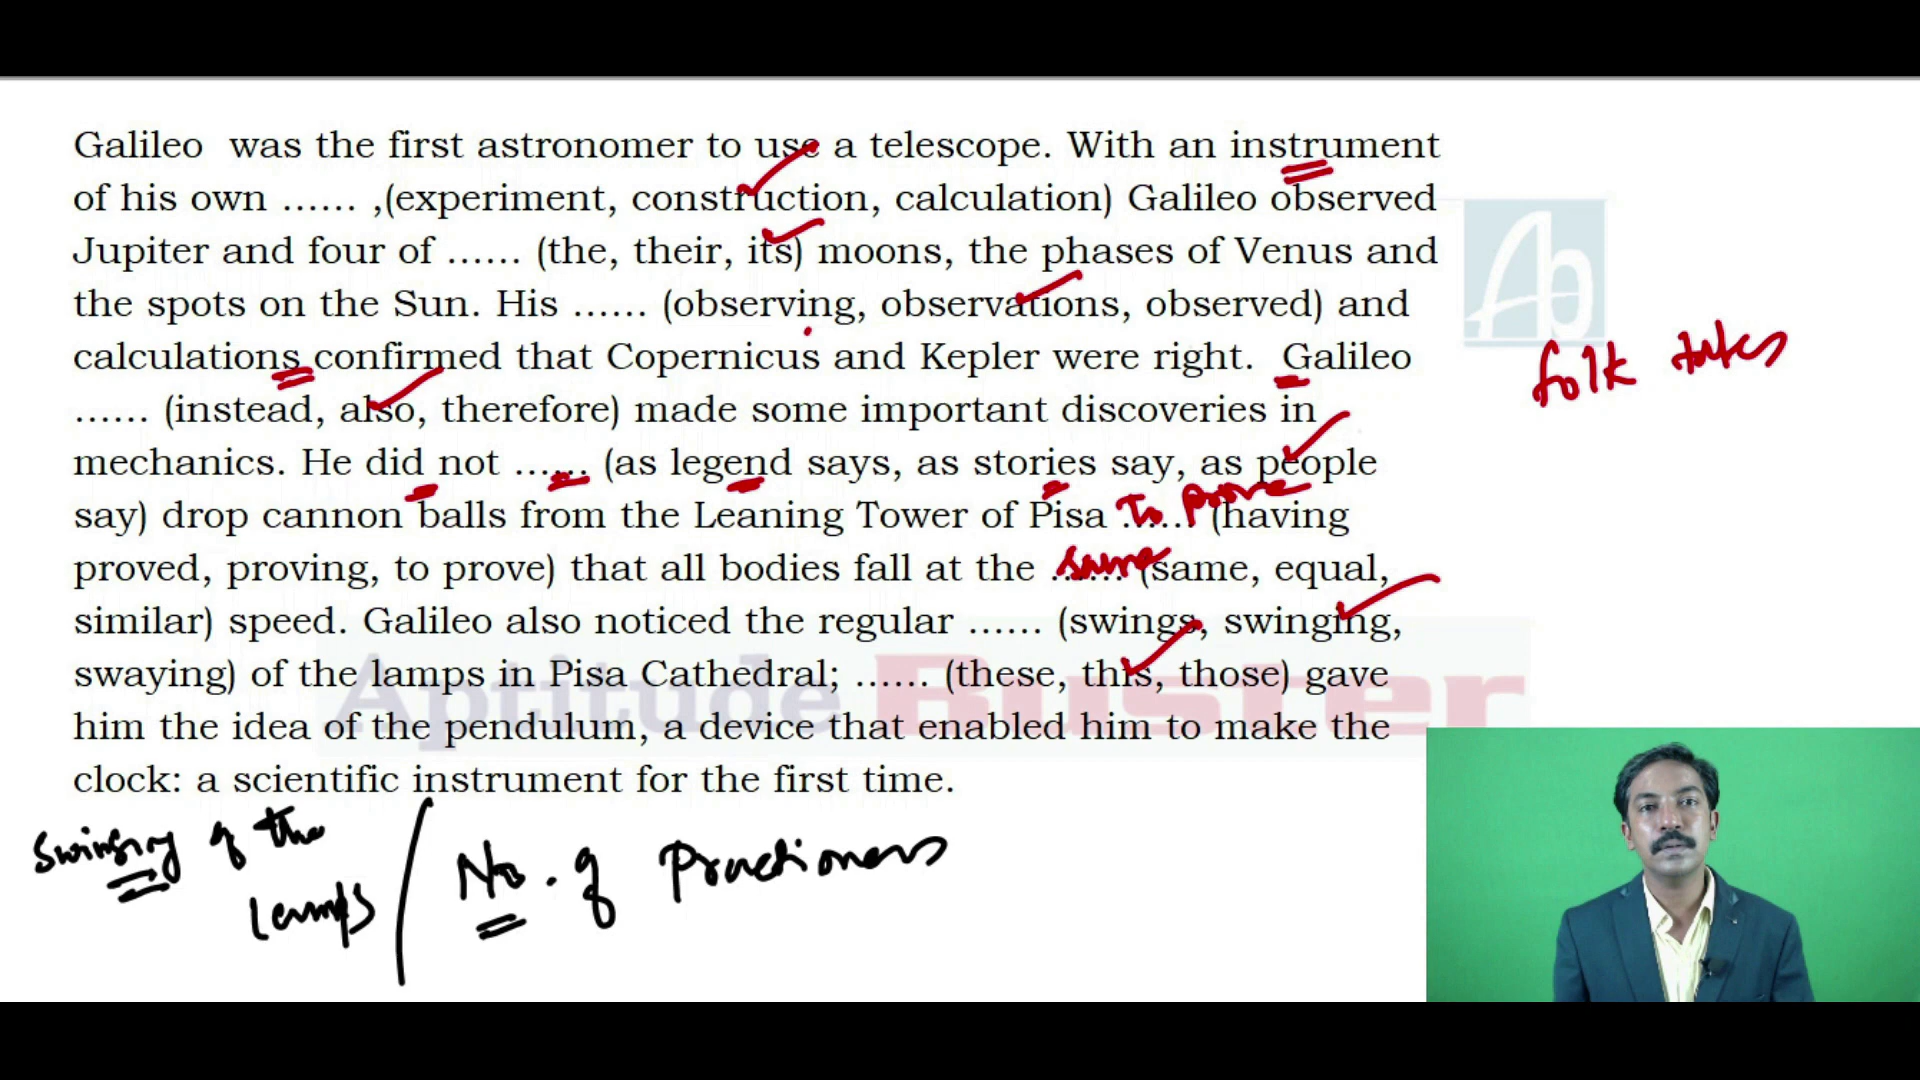 Galileo was the first astronomer to use a telescope. With an instrument
of his own ...... ,(experiment, construction, calculation) Galileo observed
Jupiter and four of ...... (the, their, its) moons, the phases of Venus and
the spots on the Sun. His ...... (observing, observations, observed) and
calculations confirmed that Copernicus and Kepler were right. Galileo
...... (instead, also, therefore) made some important discoveries in
mechanics. He did not ...... (as legend says, as stories say, as people
say) drop cannon balls from the Leaning Tower of Pisa ...... (having
proved, proving, to prove) that all bodies fall at the ...... (same, equal,
similar) speed. Galileo also noticed the regular ...... (swings, swinging,
swaying) of the lamps in Pisa Cathedral; ...... (these, this, those) gave
him the idea of the pendulum, a device that enabled him to make the
clock: a scientific instrument for the first time.
To prove
same
folk tales
Swinging of the
lamps
No. of Practioners
Ab
Aptitude Buster